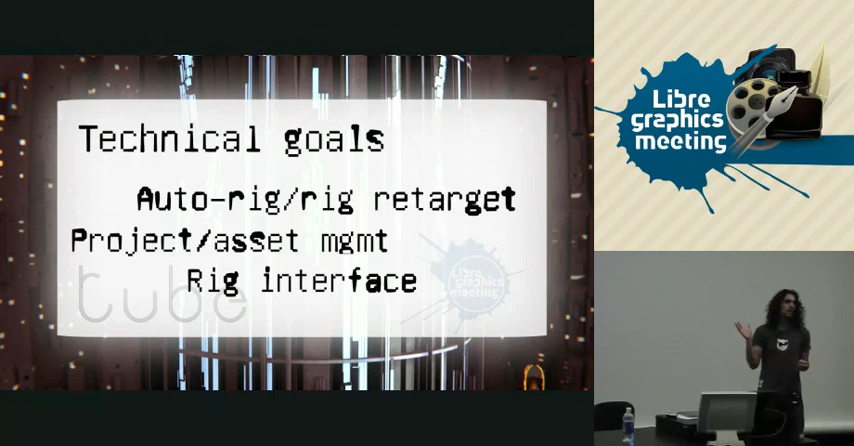 Technical goals
Auto-rig/rig retarget
Project/asset mgmt
Rig interface
tube
Libre
graphics
meeting
Libre
graphics
meeting